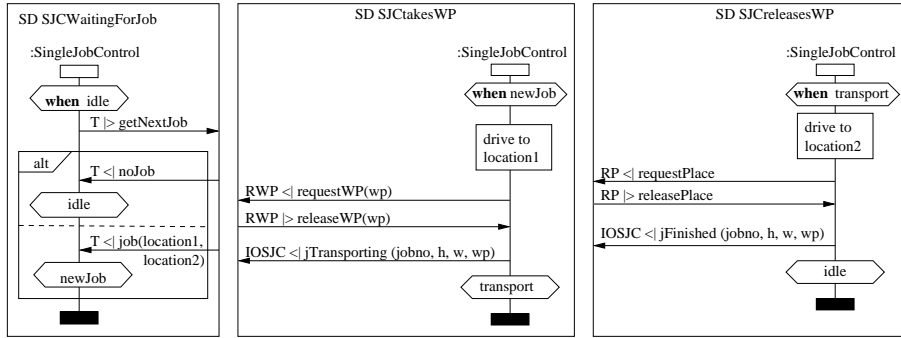 SD SJCWaitingForJob
:SingleJobControl
when idle
T |> getNextJob
alt
T <| noJob
idle
T <| job(location1,
location2)
newJob
SD SJCtakesWP
:SingleJobControl
when newJob
drive to
location1
RWP <| requestWP(wp)
RWP |> releaseWP(wp)
IOSJC <| jTransporting (jobno, h, w, wp)
transport
SD SJCreleasesWP
:SingleJobControl
when transport
drive to
location2
RP <| requestPlace
RP |> releasePlace
IOSJC <| jFinished (jobno, h, w, wp)
idle